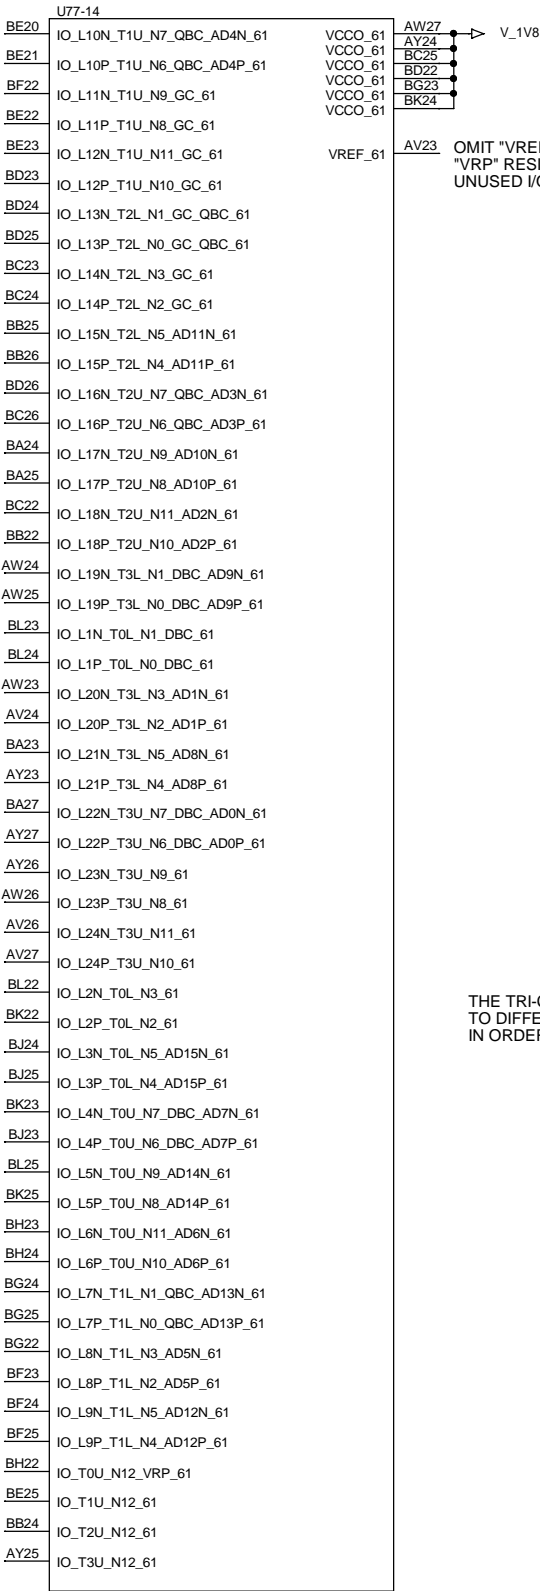 U77-14
BE20 IO_L10N_T1U_N7_QBC_AD4N_61 VCCO_61 AW27 V_1V8
VCCO_61 AY24
BE21 IO_L10P_T1U_N6_QBC_AD4P_61 VCCO_61 BC25
VCCO_61 BD22
BF22 IO_L11N_T1U_N9_GC_61 VCCO_61 BG23
VCCO_61 BK24
BE22 IO_L11P_T1U_N8_GC_61
BE23 IO_L12N_T1U_N11_GC_61 VREF_61 AV23 OMIT "VREF
BD23 IO_L12P_T1U_N10_GC_61 "VRP" RESI
UNUSED I/O
BD24 IO_L13N_T2L_N1_GC_QBC_61
BD25 IO_L13P_T2L_N0_GC_QBC_61
BC23 IO_L14N_T2L_N3_GC_61
BC24 IO_L14P_T2L_N2_GC_61
BB25 IO_L15N_T2L_N5_AD11N_61
BB26 IO_L15P_T2L_N4_AD11P_61
BD26 IO_L16N_T2U_N7_QBC_AD3N_61
BC26 IO_L16P_T2U_N6_QBC_AD3P_61
BA24 IO_L17N_T2U_N9_AD10N_61
BA25 IO_L17P_T2U_N8_AD10P_61
BC22 IO_L18N_T2U_N11_AD2N_61
BB22 IO_L18P_T2U_N10_AD2P_61
AW24 IO_L19N_T3L_N1_DBC_AD9N_61
AW25 IO_L19P_T3L_N0_DBC_AD9P_61
BL23 IO_L1N_T0L_N1_DBC_61
BL24 IO_L1P_T0L_N0_DBC_61
AW23 IO_L20N_T3L_N3_AD1N_61
AV24 IO_L20P_T3L_N2_AD1P_61
BA23 IO_L21N_T3L_N5_AD8N_61
AY23 IO_L21P_T3L_N4_AD8P_61
BA27 IO_L22N_T3U_N7_DBC_AD0N_61
AY27 IO_L22P_T3U_N6_DBC_AD0P_61
AY26 IO_L23N_T3U_N9_61
AW26 IO_L23P_T3U_N8_61
AV26 IO_L24N_T3U_N11_61
AV27 IO_L24P_T3U_N10_61
BL22 IO_L2N_T0L_N3_61 THE TRI-C
BK22 IO_L2P_T0L_N2_61 TO DIFFE
IN ORDER
BJ24 IO_L3N_T0L_N5_AD15N_61
BJ25 IO_L3P_T0L_N4_AD15P_61
BK23 IO_L4N_T0U_N7_DBC_AD7N_61
BJ23 IO_L4P_T0U_N6_DBC_AD7P_61
BL25 IO_L5N_T0U_N9_AD14N_61
BK25 IO_L5P_T0U_N8_AD14P_61
BH23 IO_L6N_T0U_N11_AD6N_61
BH24 IO_L6P_T0U_N10_AD6P_61
BG24 IO_L7N_T1L_N1_QBC_AD13N_61
BG25 IO_L7P_T1L_N0_QBC_AD13P_61
BG22 IO_L8N_T1L_N3_AD5N_61
BF23 IO_L8P_T1L_N2_AD5P_61
BF24 IO_L9N_T1L_N5_AD12N_61
BF25 IO_L9P_T1L_N4_AD12P_61
BH22 IO_T0U_N12_VRP_61
BE25 IO_T1U_N12_61
BB24 IO_T2U_N12_61
AY25 IO_T3U_N12_61